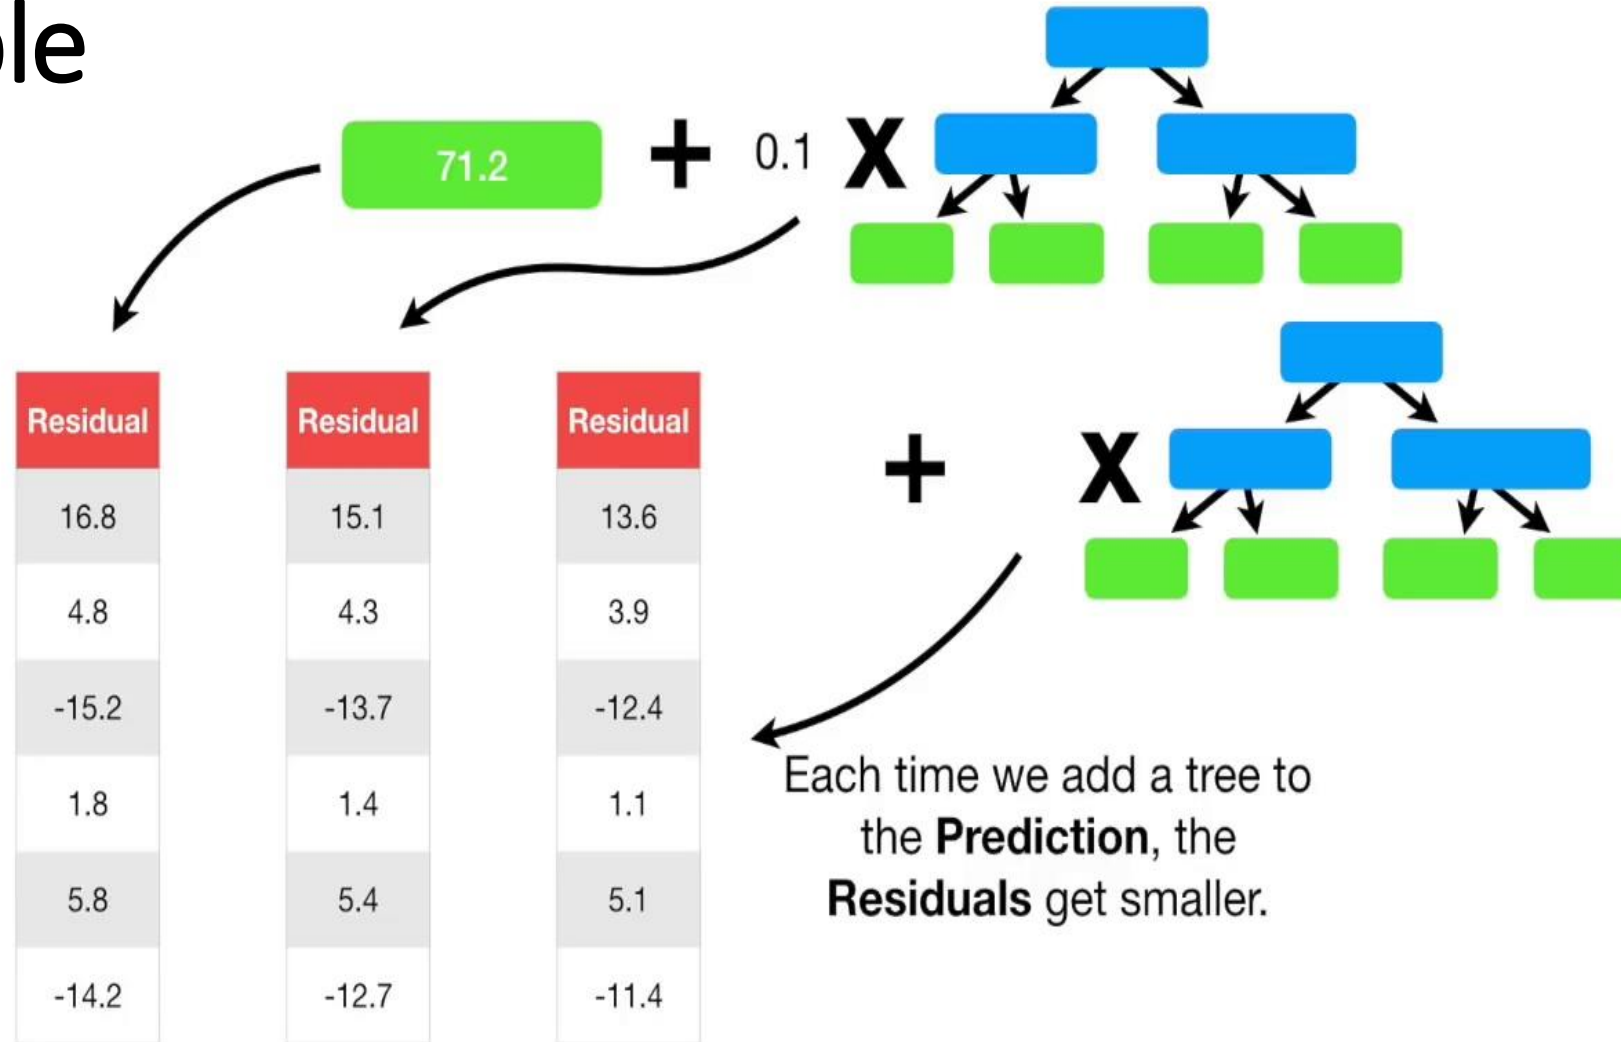 ple
71.2 + 0.1 X
+ X
Residual Residual Residual
16.8 15.1 13.6
4.8 4.3 3.9
-15.2 -13.7 -12.4
1.8 1.4 1.1
5.8 5.4 5.1
-14.2 -12.7 -11.4
Each time we add a tree to
the Prediction, the
Residuals get smaller.